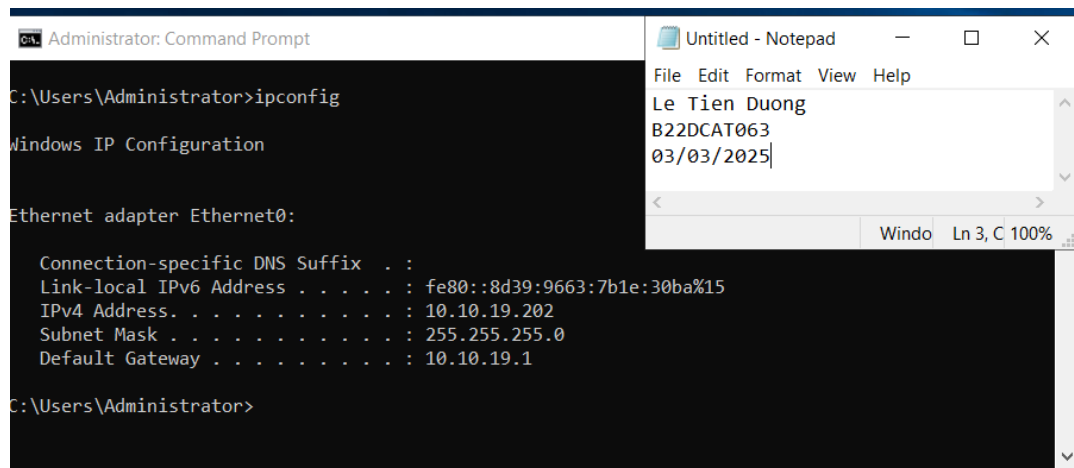 Administrator: Command Prompt
C:\Users\Administrator>ipconfig
Windows IP Configuration
Ethernet adapter Ethernet0:
Connection-specific DNS Suffix . :
Link-local IPv6 Address . . . . . : fe80::8d39:9663:7b1e:30ba%15
IPv4 Address. . . . . . . . . . . : 10.10.19.202
Subnet Mask . . . . . . . . . . . : 255.255.255.0
Default Gateway . . . . . . . . . : 10.10.19.1
C:\Users\Administrator>
Untitled - Notepad
File Edit Format View Help
Le Tien Duong
B22DCAT063
03/03/2025
Windo Ln 3, C 100%